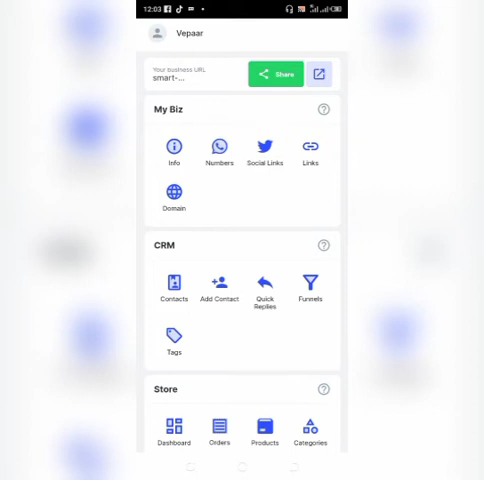 12:03
Vepaar
Your Business URL
smart-...
Share
My Biz
Info Numbers Social Links Links
Domain
CRM
Contacts Add Contact Quick Replies Funnels
Tags
Store
Dashboard Orders Products Categories